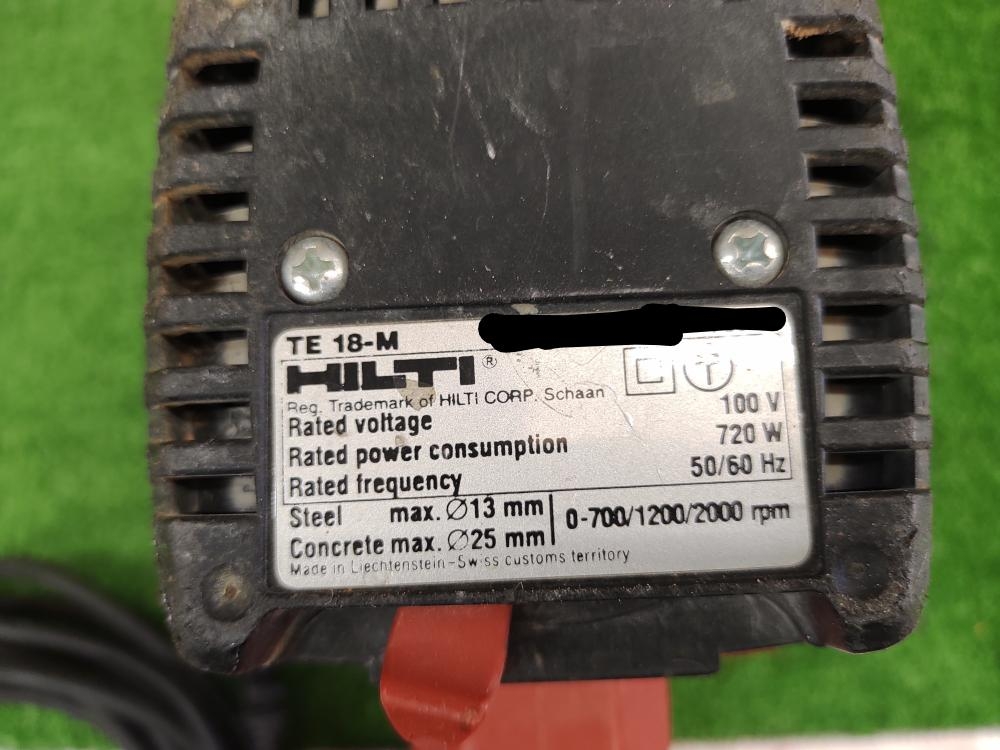 TE 18-M
HILTI®
Reg. Trademark of HILTI CORP. Schaan
Rated voltage 100 V
Rated power consumption 720 W
Rated frequency 50/60 Hz
Steel max. ∅13 mm
Concrete max. ∅25 mm
0-700/1200/2000 rpm
Made in Liechtenstein-Swiss customs territory